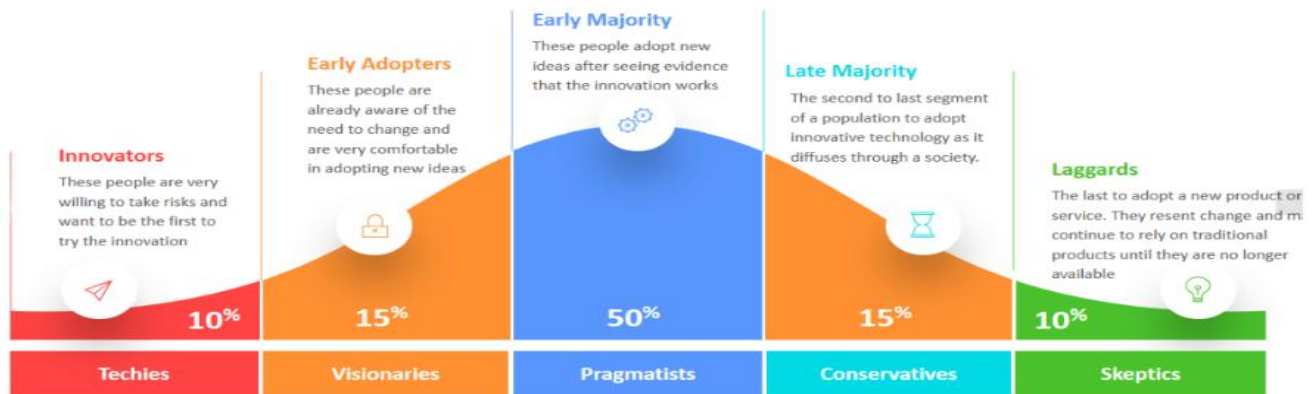 Early Majority
These people adopt new
ideas after seeing evidence
that the innovation works
Early Adopters
These people are
already aware of the
need to change and
are very comfortable
in adopting new ideas
Late Majority
The second to last segment
of a population to adopt
innovative technology as it
diffuses through a society.
Innovators
These people are very
willing to take risks and
want to be the first to
try the innovation
Laggards
The last to adopt a new product or
service. They resent change and
continue to rely on traditional
products until they are no longer
available
10%
15%
50%
15%
10%
Techies
Visionaries
Pragmatists
Conservatives
Skeptics